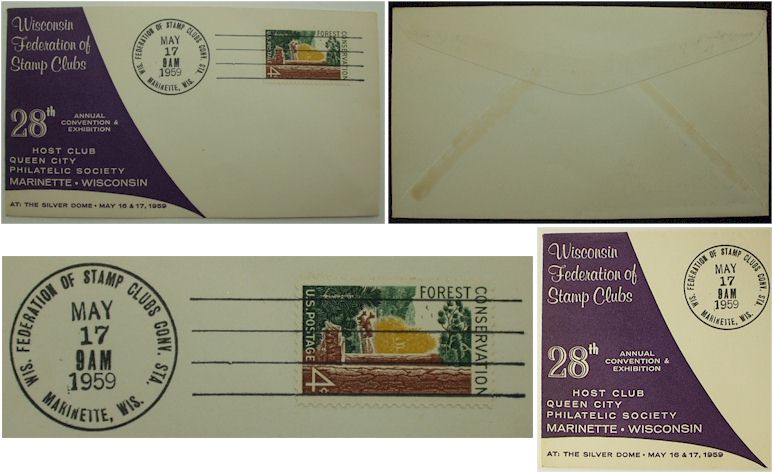 Wisconsin
Federation of
Stamp Clubs
28th
ANNUAL
CONVENTION &
EXHIBITION
HOST CLUB
QUEEN CITY
PHILATELIC SOCIETY
MARINETTE • WISCONSIN
AT: THE SILVER DOME • MAY 16 & 17, 1959
WIS. FEDERATION OF STAMP CLUBS CONV. STA.
MAY
17
9AM
1959
MARINETTE, WIS.
FOREST
CONSERVATION
4¢
WIS. FEDERATION OF STAMP CLUBS CONV. STA.
MAY
17
9AM
1959
MARINETTE, WIS.
U.S. POSTAGE
FOREST
CONSERVATION
4¢
Wisconsin
Federation of
Stamp Clubs
28th
ANNUAL
CONVENTION &
EXHIBITION
HOST CLUB
QUEEN CITY
PHILATELIC SOCIETY
MARINETTE • WISCONSIN
AT: THE SILVER DOME • MAY 16 & 17, 1959
WIS. FEDERATION OF STAMP CLUBS CONV. STA.
MAY
17
9AM
1959
MARINETTE, WIS.